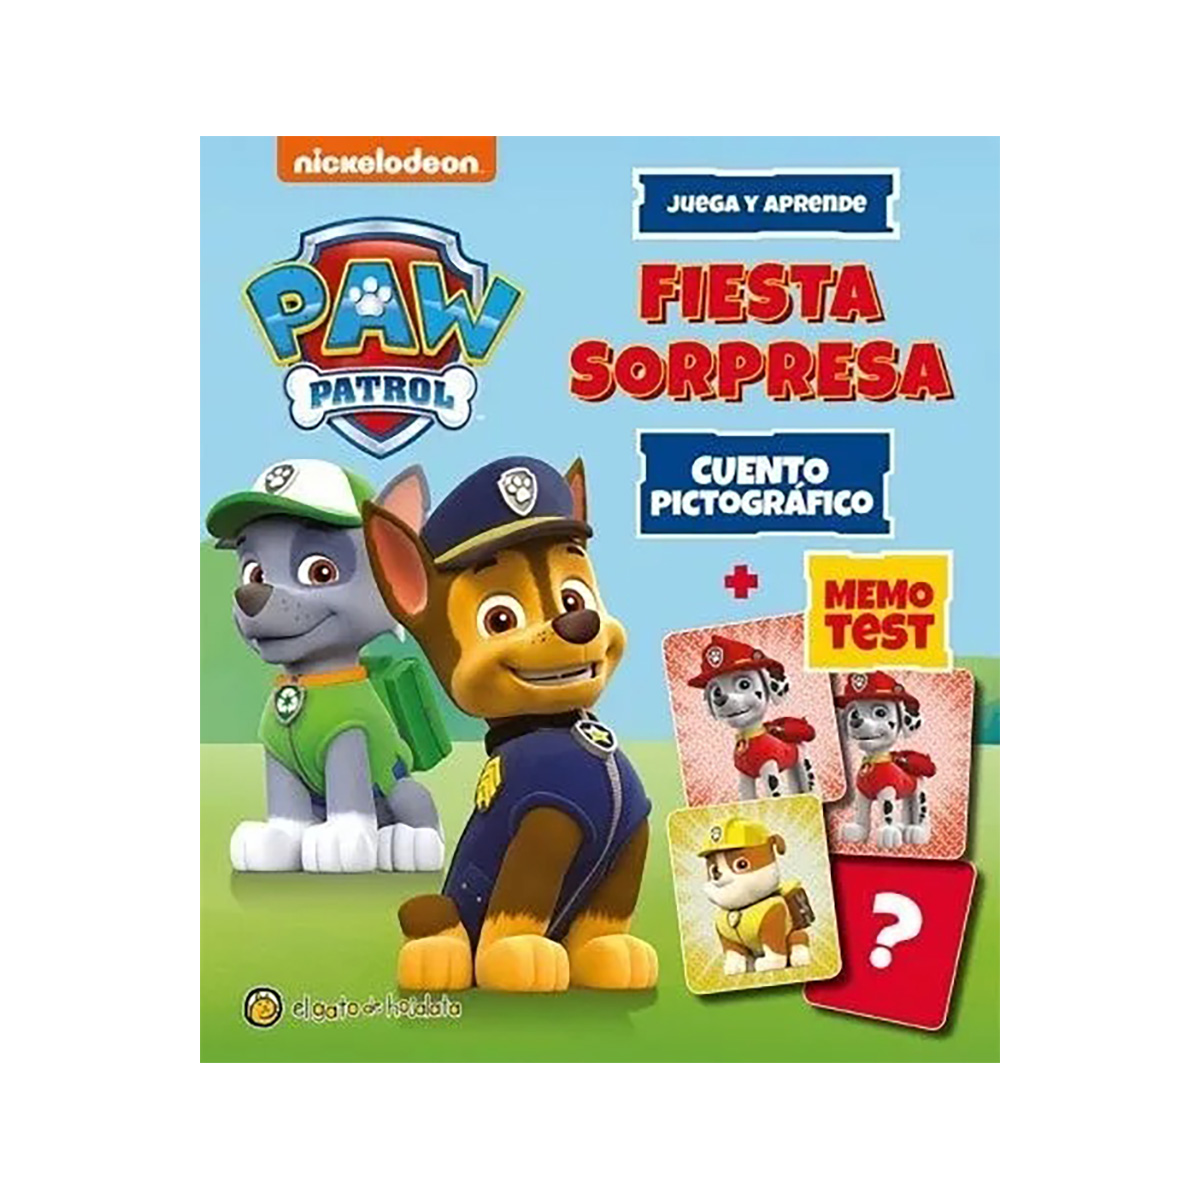 nickelodeon
PAW
PATROL
JUEGA Y APRENDE
FIESTA
SORPRESA
CUENTO
PICTOGRÁFICO
+
MEMO
TEST
?
el gato de hojalata